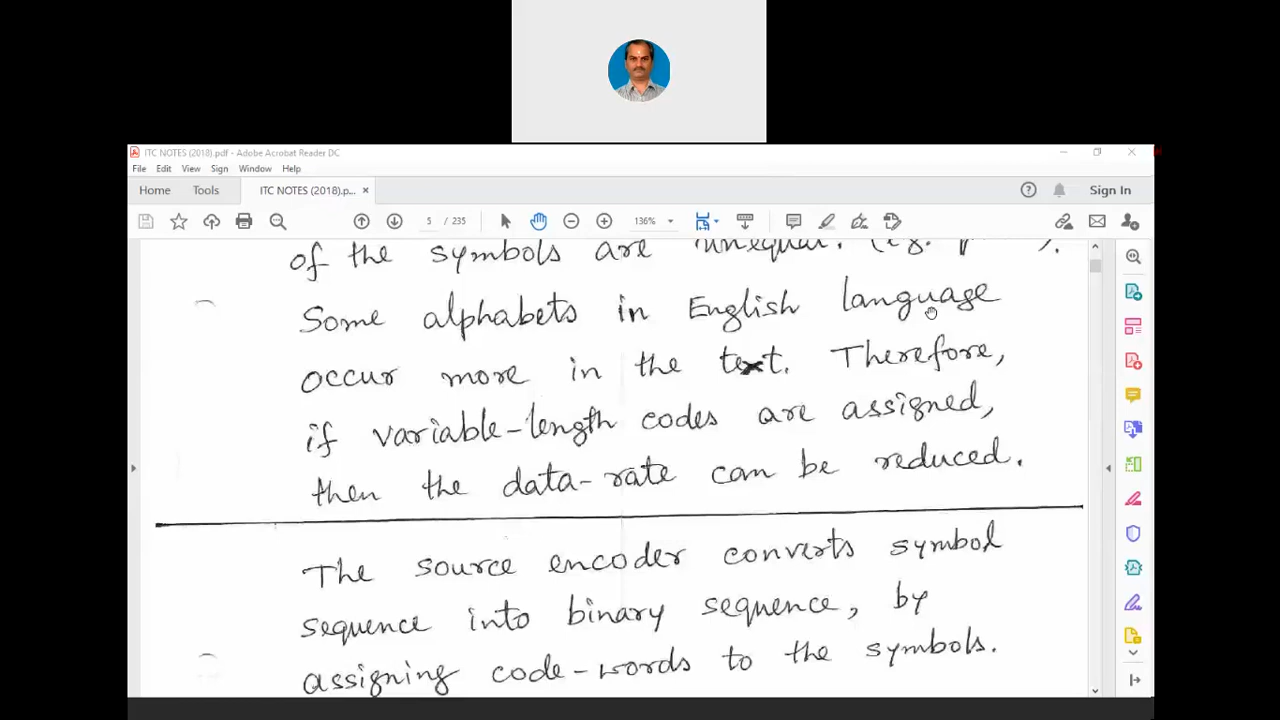 ITC NOTES (2018).pdf - Adobe Acrobat Reader DC
File Edit View Sign Window Help
Home Tools ITC NOTES (2018).p... × Sign In
5 / 235 136%
of the symbols are unequal. (eg.
Some alphabets in English language
occur more in the text. Therefore,
if variable-length codes are assigned,
then the data-rate can be reduced.
The source encoder converts symbol
sequence into binary sequence, by
assigning code-words to the symbols.